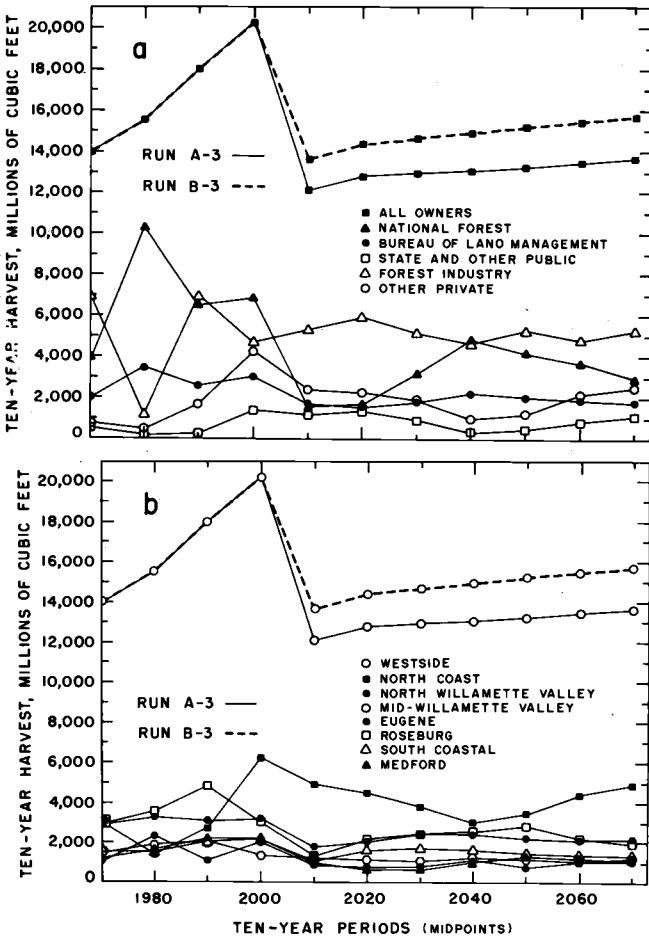 a
20,000
18,000
16,000
14,000
12,000
10,000
8,000
6,000
4,000
2,000
0
TEN-YEAR HARVEST, MILLIONS OF CUBIC FEET
RUN A-3
RUN B-3
ALL OWNERS
NATIONAL FOREST
BUREAU OF LAND MANAGEMENT
STATE AND OTHER PUBLIC
FOREST INDUSTRY
OTHER PRIVATE
b
20,000
18,000
16,000
14,000
12,000
10,000
8,000
6,000
4,000
2,000
0
TEN-YEAR HARVEST, MILLIONS OF CUBIC FEET
RUN A-3
RUN B-3
WESTSIDE
NORTH COAST
NORTH WILLAMETTE VALLEY
MID-WILLAMETTE VALLEY
EUGENE
ROSEBURG
SOUTH COASTAL
MEDFORD
1980 2000 2020 2040 2060
TEN-YEAR PERIODS (MIDPOINTS)